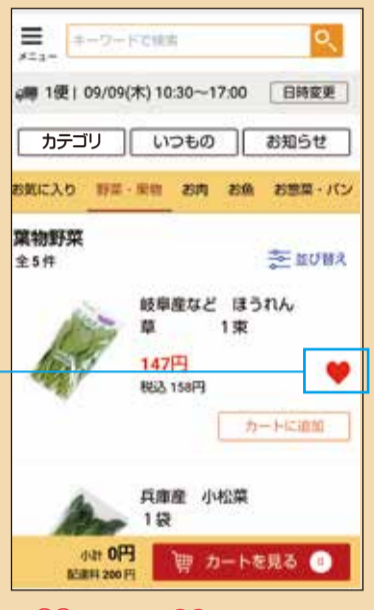 メニュー
キーワードで検索
1便 | 09/09(木) 10:30～17:00 日時変更
カテゴリ いつもの お知らせ
お気に入り 野菜・果物 お肉 お魚 お惣菜・パン
葉物野菜
全5件
並び替え
岐阜産など ほうれん
草 1束
147円
税込 158円
カートに追加
兵庫産 小松菜
1袋
小計 0円
配達料 200円
カートを見る 0